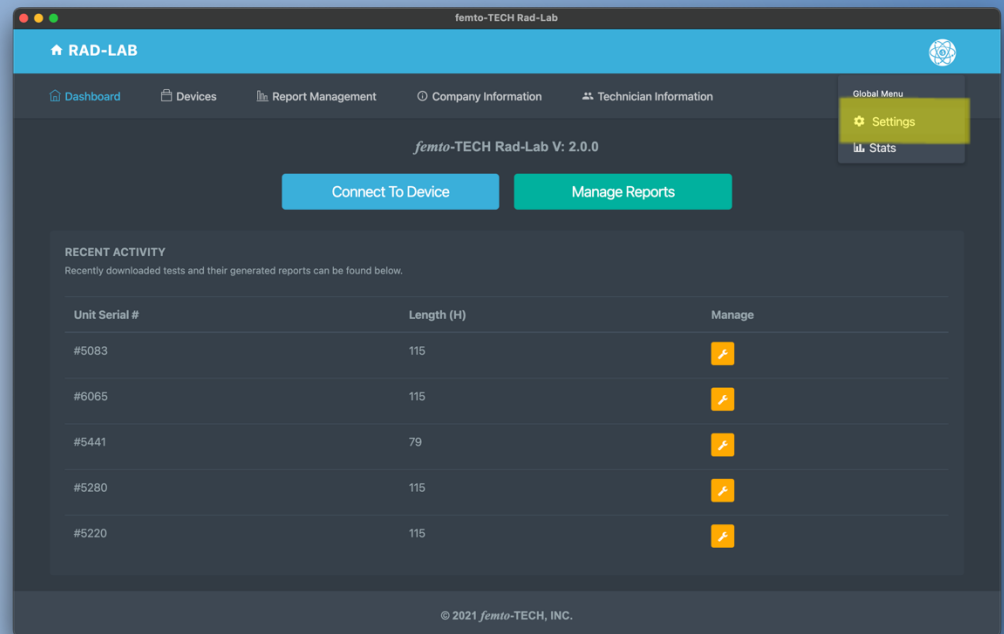 femto-TECH Rad-Lab
RAD-LAB
Dashboard Devices Report Management Company Information Technician Information
Global Menu
Settings
Stats
femto-TECH Rad-Lab V: 2.0.0
Connect To Device Manage Reports
RECENT ACTIVITY
Recently downloaded tests and their generated reports can be found below.
Unit Serial # Length (H) Manage
#5083 115
#6065 115
#5441 79
#5280 115
#5220 115
© 2021 femto-TECH, INC.